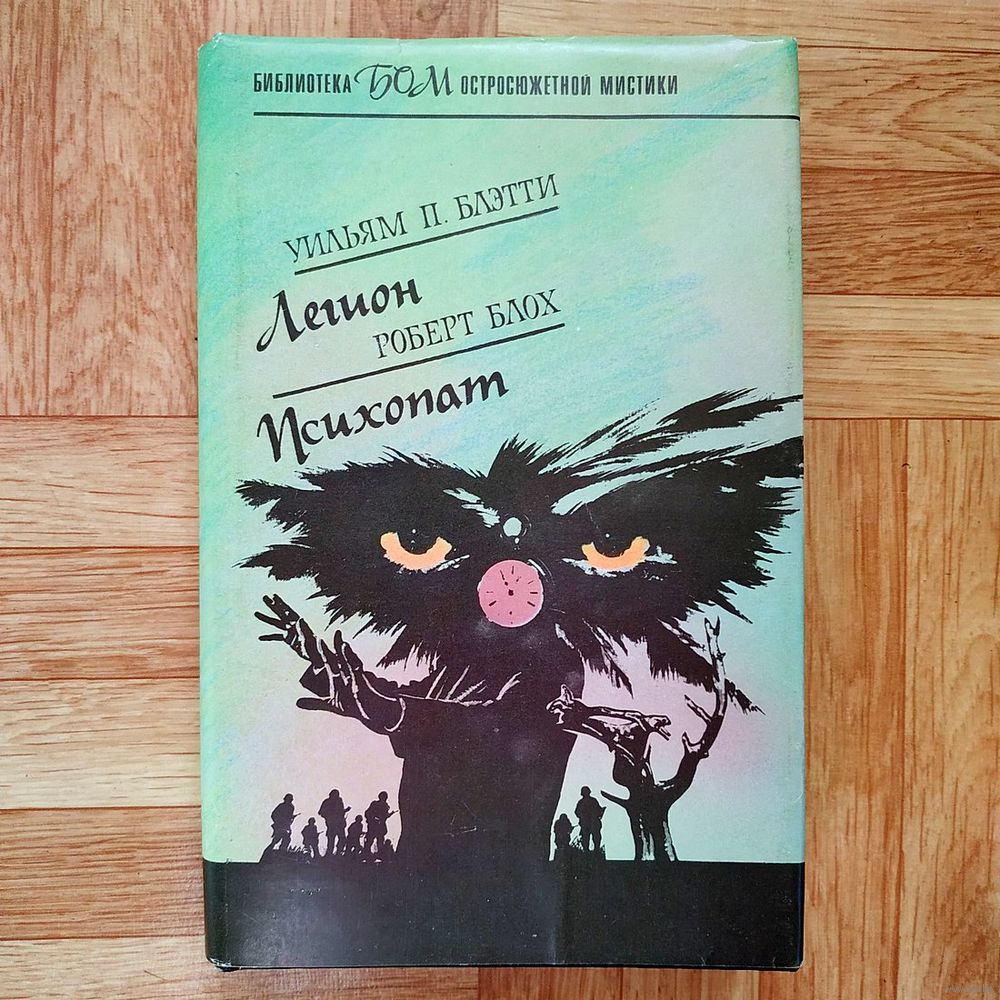 БИБЛИОТЕКА БОМ ОСТРОСЮЖЕТНОЙ МИСТИКИ
УИЛЬЯМ П. БЛЭТТИ
Легион
РОБЕРТ БЛОХ
Психопат